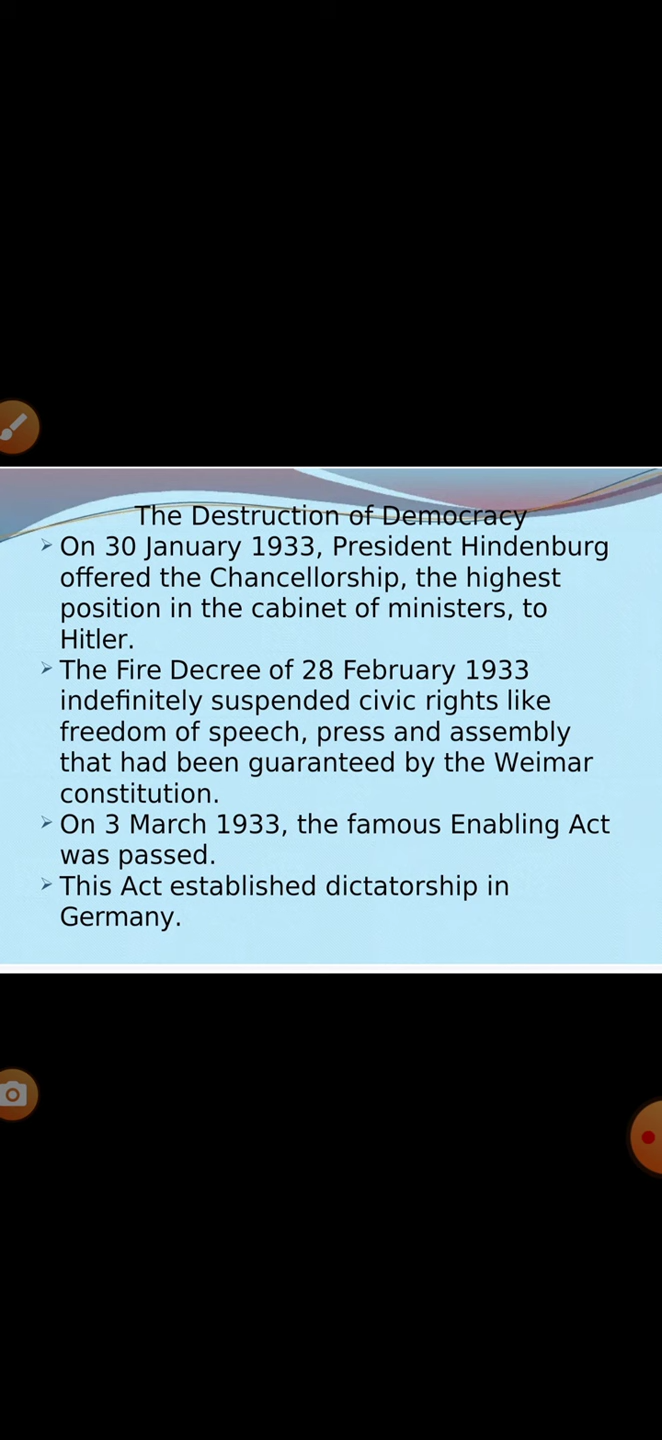 The Destruction of Democracy
➢ On 30 January 1933, President Hindenburg
offered the Chancellorship, the highest
position in the cabinet of ministers, to
Hitler.
➢ The Fire Decree of 28 February 1933
indefinitely suspended civic rights like
freedom of speech, press and assembly
that had been guaranteed by the Weimar
constitution.
➢ On 3 March 1933, the famous Enabling Act
was passed.
➢ This Act established dictatorship in
Germany.